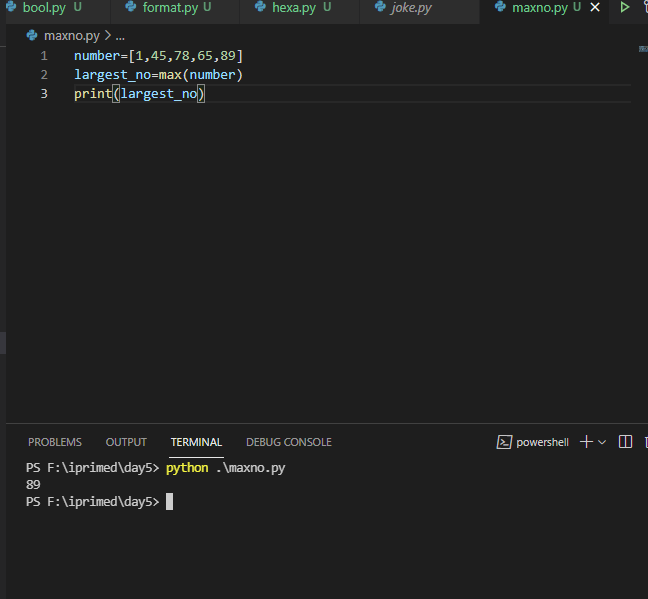 bool.py U format.py U hexa.py U joke.py maxno.py U
maxno.py > ...
1 number=[1,45,78,65,89]
2 largest_no=max(number)
3 print(largest_no)
PROBLEMS OUTPUT TERMINAL DEBUG CONSOLE powershell
PS F:\iprimed\day5> python .\maxno.py
89
PS F:\iprimed\day5>